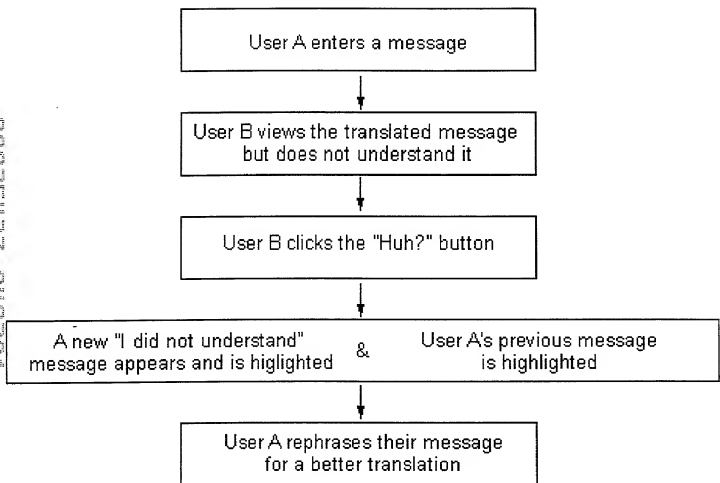 User A enters a message
User B views the translated message
but does not understand it
User B clicks the "Huh?" button
A new "I did not understand"
message appears and is higlighted
&
User A's previous message
is highlighted
User A rephrases their message
for a better translation